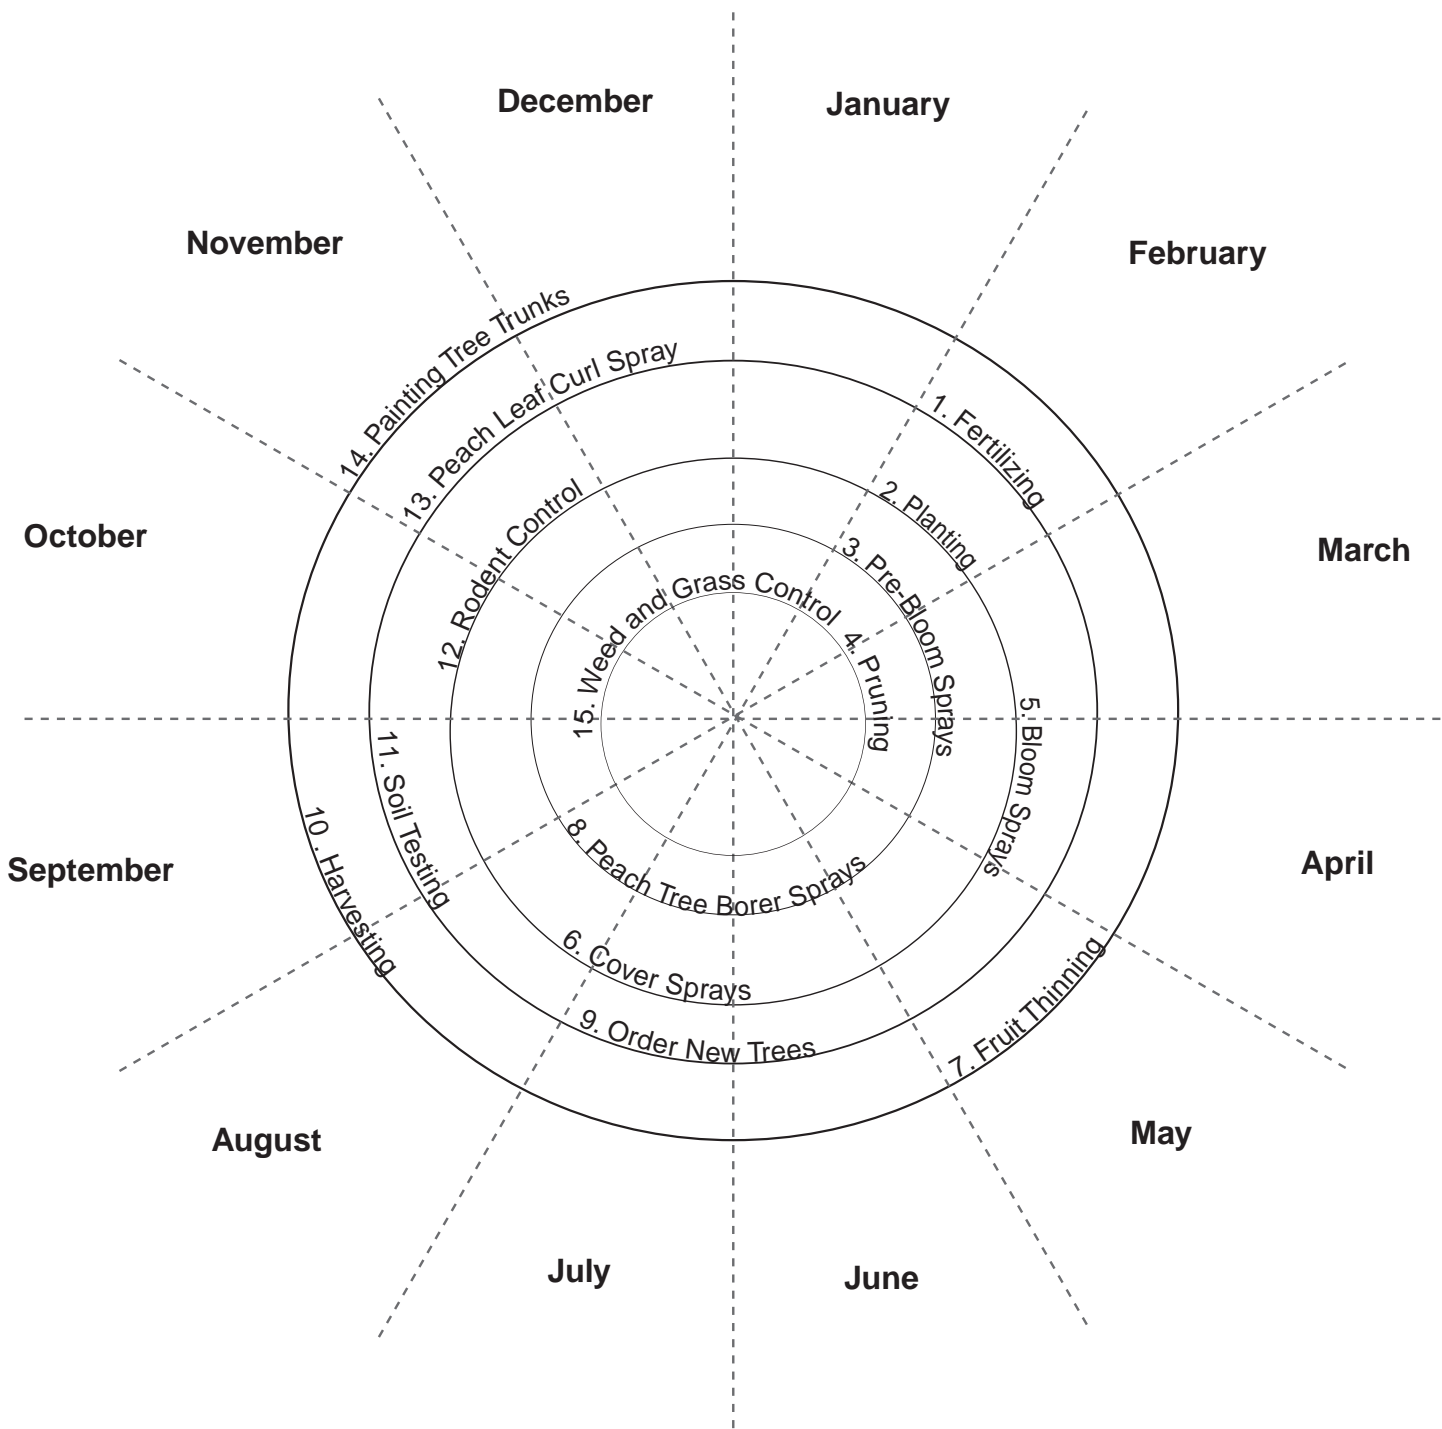 December
January
November
February
October
March
September
April
August
May
July
June
1. Fertilizing
2. Planting
3. Pre-Bloom Sprays
4. Pruning
5. Bloom Sprays
6. Cover Sprays
7. Fruit Thinning
8. Peach Tree Borer Sprays
9. Order New Trees
10 . Harvesting
11. Soil Testing
12. Rodent Control
13. Peach Leaf Curl Spray
14. Painting Tree Trunks
15. Weed and Grass Control